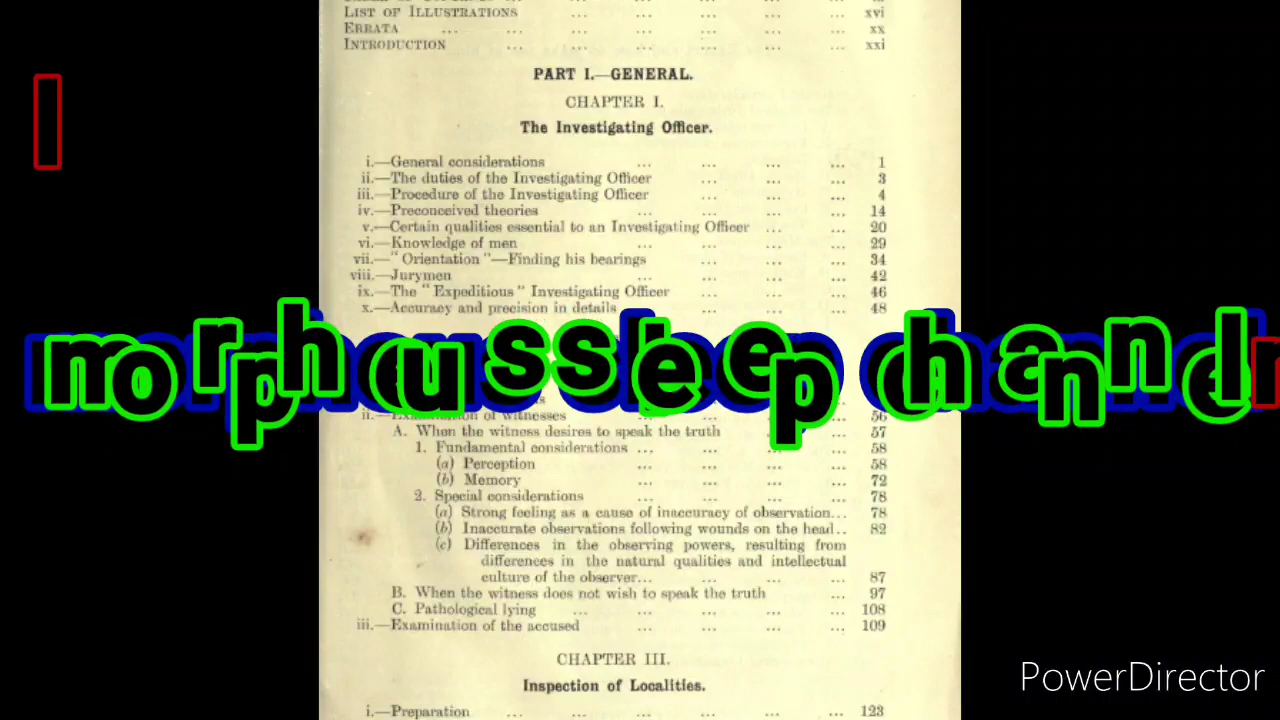 LIST OF ILLUSTRATIONS ... ... ... ... xvi
ERRATA ... ... ... ... ... ... xx
INTRODUCTION ... ... ... ... ... xxi
PART I.—GENERAL.
CHAPTER I.
The Investigating Officer.
i.—General considerations ... ... ... ... 1
ii.—The duties of the Investigating Officer ... ... ... 3
iii.—Procedure of the Investigating Officer ... ... ... 4
iv.—Preconceived theories ... ... ... ... 14
v.—Certain qualities essential to an Investigating Officer ... ... 20
vi.—Knowledge of men ... ... ... ... 29
vii.—"Orientation"—Finding his bearings ... ... ... 34
viii.—Jurymen ... ... ... ... 42
ix.—The "Expeditious" Investigating Officer ... ... ... 46
x.—Accuracy and precision in details ... ... ... 48
morpheussleep channel
ii.—Examination of witnesses ... ... ... 56
A. When the witness desires to speak the truth ... ... 57
1. Fundamental considerations ... ... ... ... 58
(a) Perception ... ... ... ... 58
(b) Memory ... ... ... ... 72
2. Special considerations ... ... ... ... 78
(a) Strong feeling as a cause of inaccuracy of observation... 78
(b) Inaccurate observations following wounds on the head.. 82
(c) Differences in the observing powers, resulting from
differences in the natural qualities and intellectual
culture of the observer... ... ... ... 87
B. When the witness does not wish to speak the truth ... 97
C. Pathological lying ... ... ... ... ... 108
iii.—Examination of the accused ... ... ... ... 109
CHAPTER III.
Inspection of Localities.
i.—Preparation ... ... ... ... ... ... 123
PowerDirector